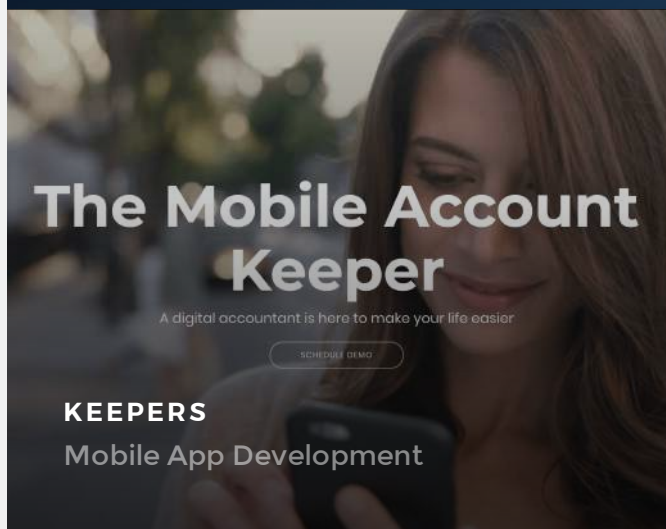 The Mobile Account
Keeper
A digital accountant is here to make your life easier
SCHEDULE DEMO
KEEPERS
Mobile App Development